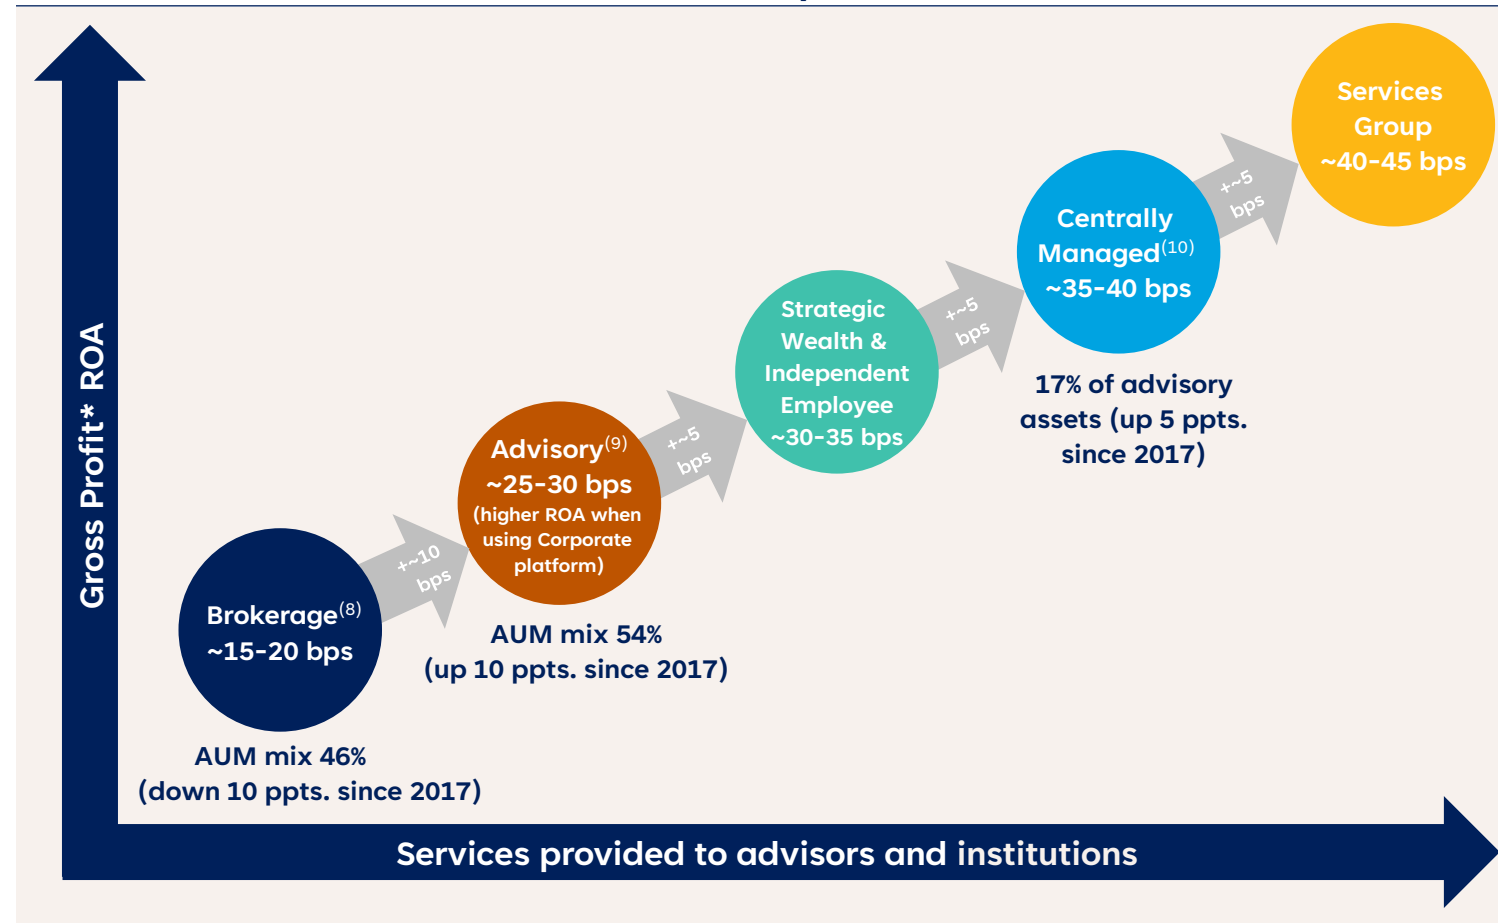 Gross Profit* ROA
Services
Group
~40-45 bps
+~5
bps
Centrally
Managed(10)
~35-40 bps
17% of advisory
assets (up 5 ppts.
since 2017)
+~5
bps
Strategic
Wealth &
Independent
Employee
~30-35 bps
+~5
bps
Advisory(9)
~25-30 bps
(higher ROA when
using Corporate
platform)
AUM mix 54%
(up 10 ppts. since 2017)
+~10
bps
Brokerage(8)
~15-20 bps
AUM mix 46%
(down 10 ppts. since 2017)
Services provided to advisors and institutions